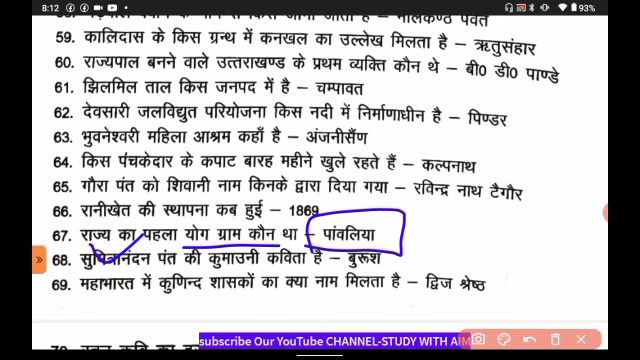 8:12
93%
59. कालिदास के किस ग्रन्थ में कनखल का उल्लेख मिलता है – ऋतुसंहार
60. राज्यपाल बनने वाले उत्तराखण्ड के प्रथम व्यक्ति कौन थे – बी0 डी0 पाण्डे
61. झिलमिल ताल किस जनपद में है – चम्पावत
62. देवसारी जलविद्युत परियोजना किस नदी में निर्माणाधीन है – पिण्डर
63. भुवनेश्वरी महिला आश्रम कहाँ है – अंजनीसैंण
64. किस पंचकेदार के कपाट बारह महीने खुले रहते हैं – कल्पनाथ
65. गौरा पंत को शिवानी नाम किनके द्वारा दिया गया – रविन्द्र नाथ टैगौर
66. रानीखेत की स्थापना कब हुई – 1869
67. राज्य का पहला योग ग्राम कौन था – पांवलिया
68. सुमित्रानंदन पंत की कुमाउनी कविता है – बुरूश
69. महाभारत में कुणिन्द शासकों का क्या नाम मिलता है – द्विज श्रेष्ठ
subscribe Our YouTube CHANNEL-STUDY WITH AIM